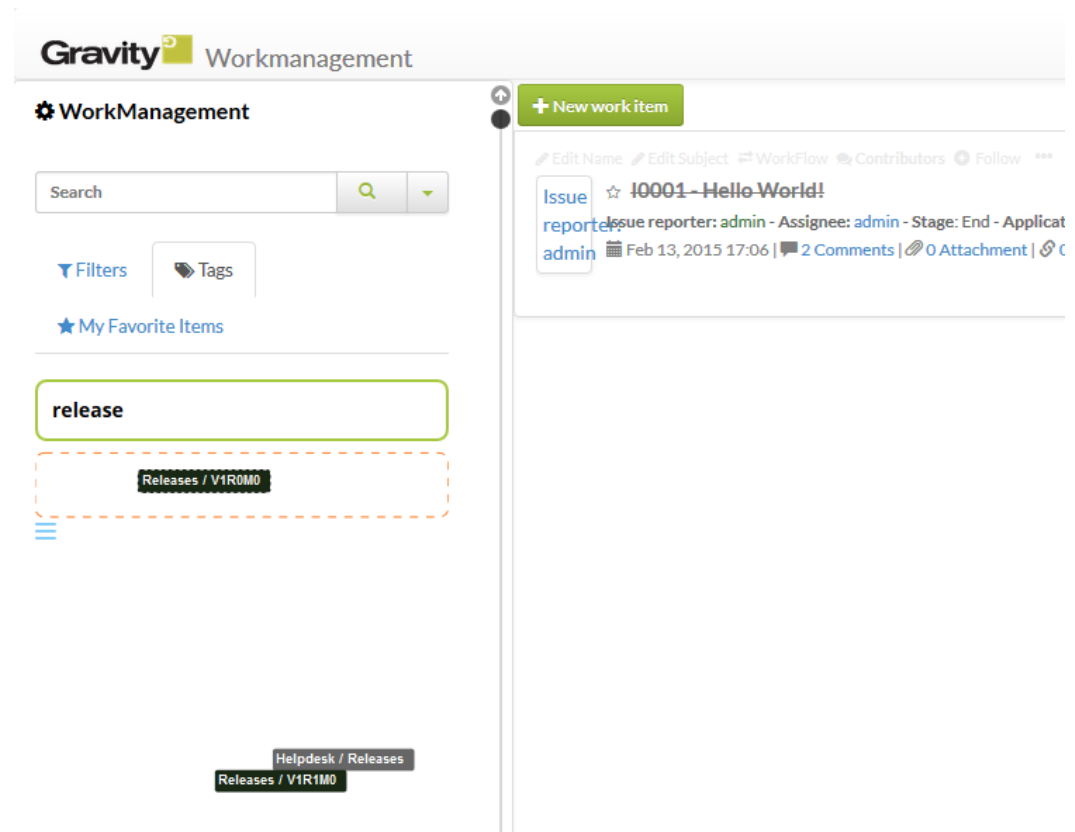 Gravity Workmanagement
WorkManagement
Search
Filters
Tags
My Favorite Items
release
Releases / V1R0M0
Helpdesk / Releases
Releases / V1R1M0
New work item
Edit Name Edit Subject WorkFlow Contributors Follow •••
Issue reporter: admin
I0001 - Hello World!
Issue reporter: admin - Assignee: admin - Stage: End - Applicat
Feb 13, 2015 17:06 | 2 Comments | 0 Attachment | 0